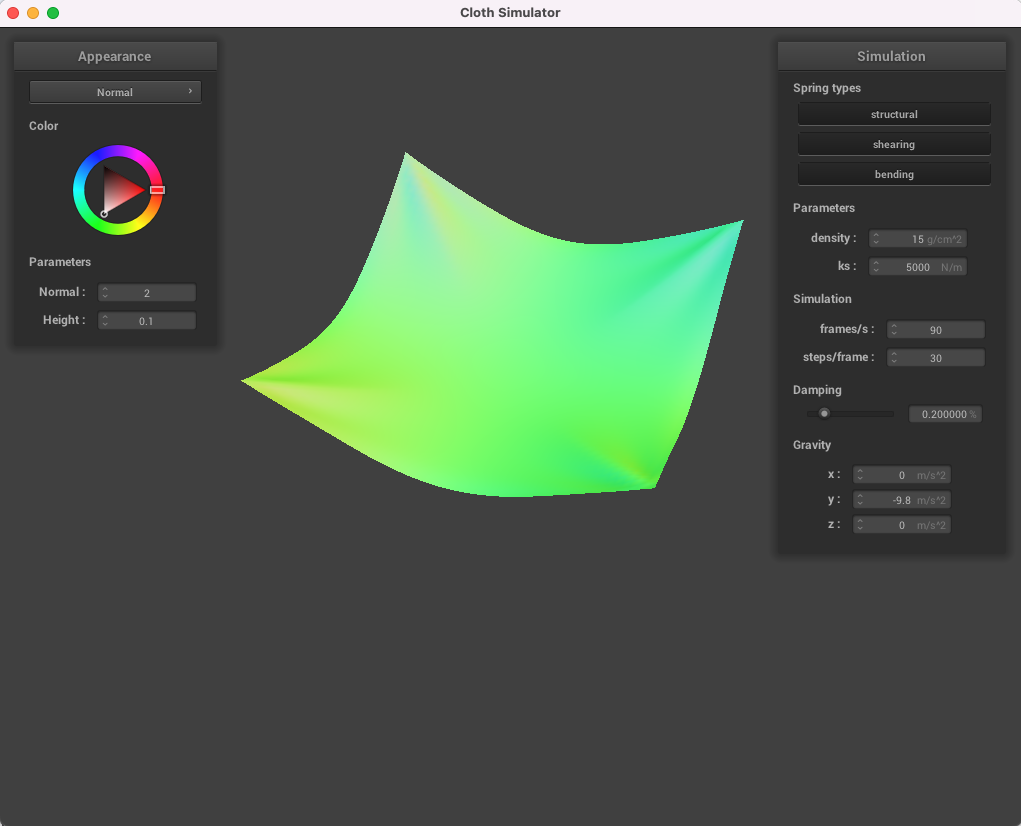 Cloth Simulator
Appearance
Normal
Color
Parameters
Normal : 2
Height : 0.1
Simulation
Spring types
structural
shearing
bending
Parameters
density : 15 g/cm^2
ks : 5000 N/m
Simulation
frames/s : 90
steps/frame : 30
Damping
0.200000 %
Gravity
x : 0 m/s^2
y : -9.8 m/s^2
z : 0 m/s^2